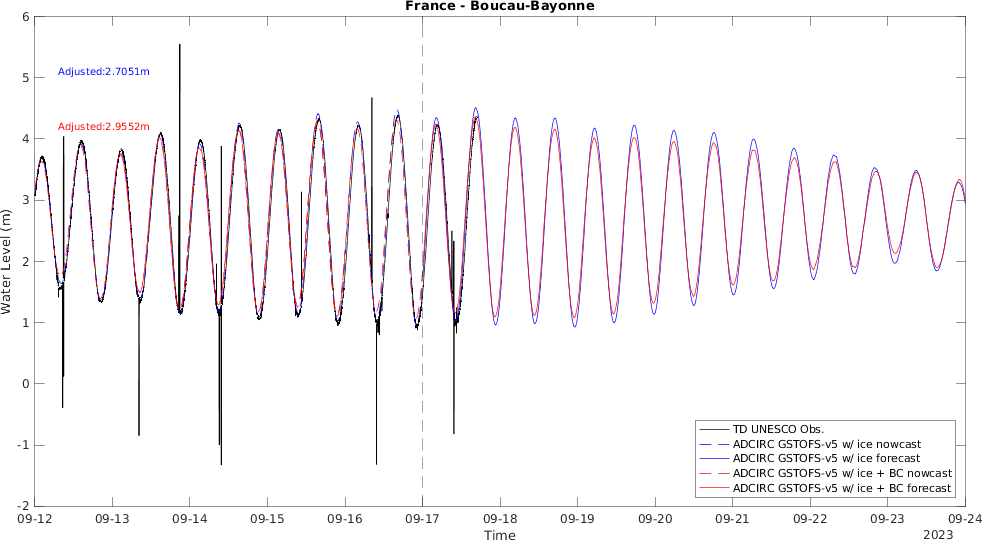 France - Boucau-Bayonne
6
5
4
3
2
1
0
-1
-2
Water Level (m)
Adjusted:2.7051m
Adjusted:2.9552m
TD UNESCO Obs.
ADCIRC GSTOFS-v5 w/ ice nowcast
ADCIRC GSTOFS-v5 w/ ice forecast
ADCIRC GSTOFS-v5 w/ ice + BC nowcast
ADCIRC GSTOFS-v5 w/ ice + BC forecast
09-12 09-13 09-14 09-15 09-16 09-17 09-18 09-19 09-20 09-21 09-22 09-23 09-24
Time
2023